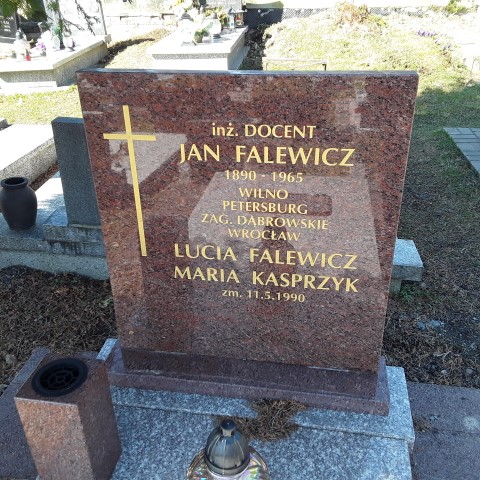 inż. DOCENT
JAN FALEWICZ
1890 - 1965
WILNO
PETERSBURG
ZAG. DĄBROWSKIE
WROCŁAW
LUCIA FALEWICZ
MARIA KASPRZYK
zm. 11.5.1990